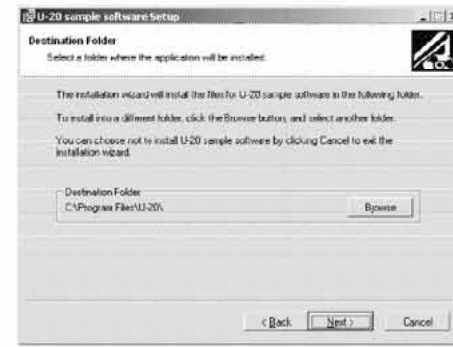 U-20 sample software Setup
Destination Folder
Select a folder where the application will be installed.
The installation wizard will install the files for U-20 sample software in the following folder.
To install into a different folder, click the Browse button, and select another folder.
You can choose not to install U-20 sample software by clicking Cancel to exit the
installation wizard.
Destination Folder
C:\Program Files\U-20\
Browse
< Back
Next >
Cancel